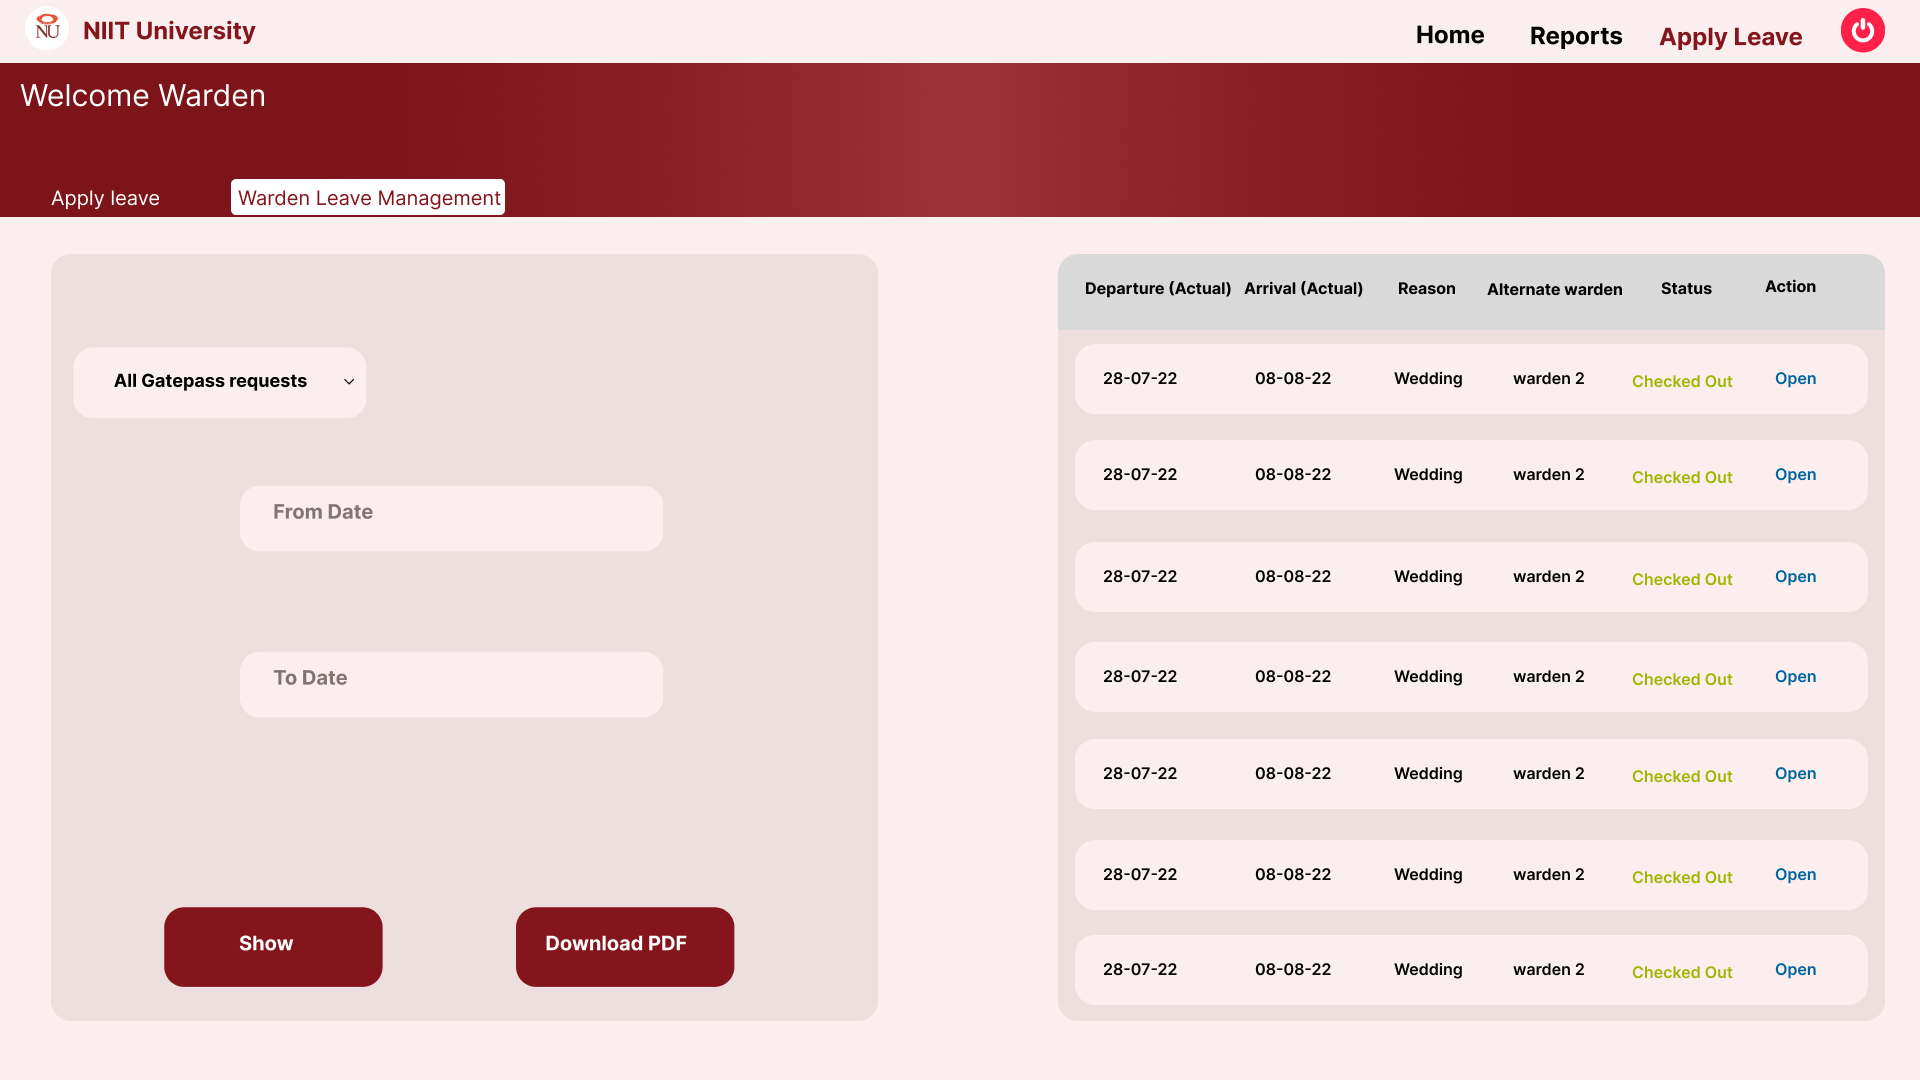 NU
NIIT University
Home
Reports
Apply Leave
Welcome Warden
Apply leave
Warden Leave Management
All Gatepass requests
From Date
To Date
Show
Download PDF
Departure (Actual) Arrival (Actual) Reason Alternate warden Status Action
28-07-22 08-08-22 Wedding warden 2 Checked Out Open
28-07-22 08-08-22 Wedding warden 2 Checked Out Open
28-07-22 08-08-22 Wedding warden 2 Checked Out Open
28-07-22 08-08-22 Wedding warden 2 Checked Out Open
28-07-22 08-08-22 Wedding warden 2 Checked Out Open
28-07-22 08-08-22 Wedding warden 2 Checked Out Open
28-07-22 08-08-22 Wedding warden 2 Checked Out Open